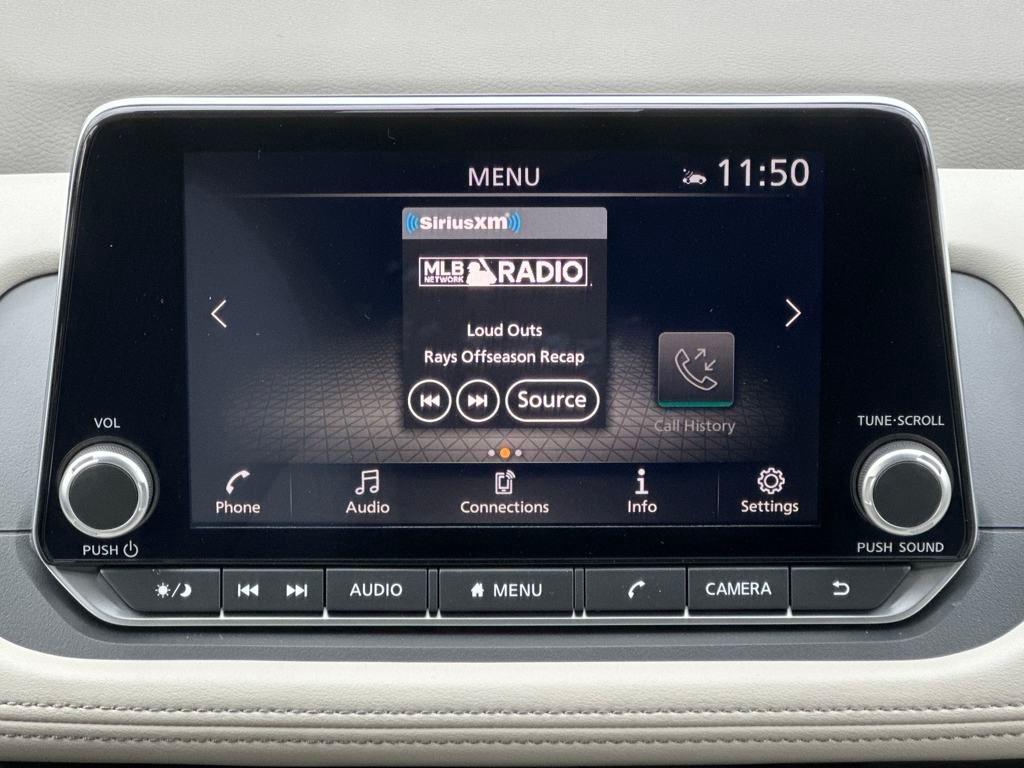 MENU
11:50
SiriusXM
MLB NETWORK RADIO
Loud Outs
Rays Offseason Recap
Source
Call History
VOL
TUNE·SCROLL
Phone
Audio
Connections
Info
Settings
PUSH
PUSH SOUND
AUDIO
MENU
CAMERA